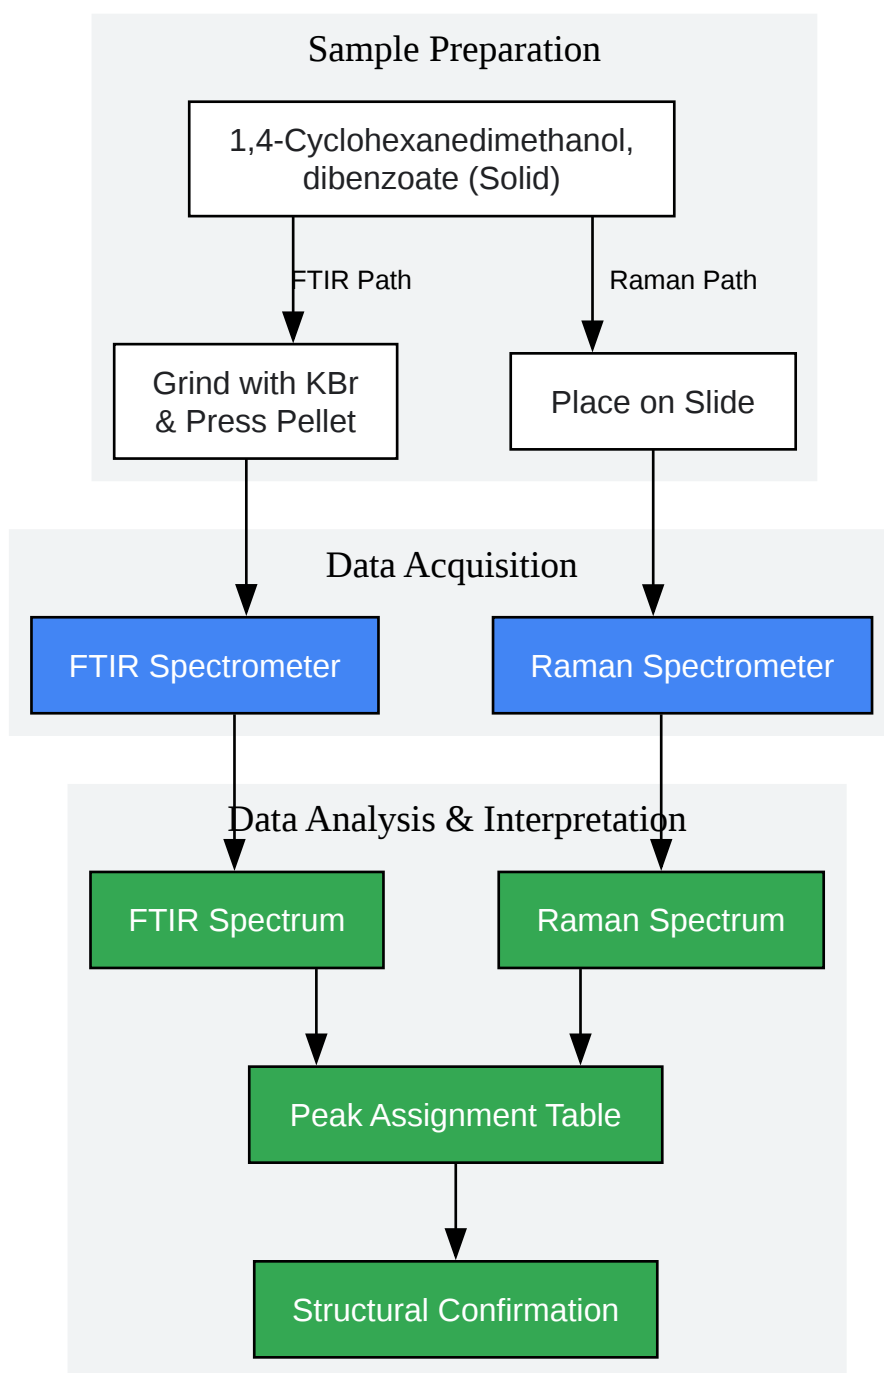 Sample Preparation
1,4-Cyclohexanedimethanol,
dibenzoate (Solid)
FTIR Path
Raman Path
Grind with KBr
& Press Pellet
Place on Slide
Data Acquisition
FTIR Spectrometer
Raman Spectrometer
Data Analysis & Interpretation
FTIR Spectrum
Raman Spectrum
Peak Assignment Table
Structural Confirmation